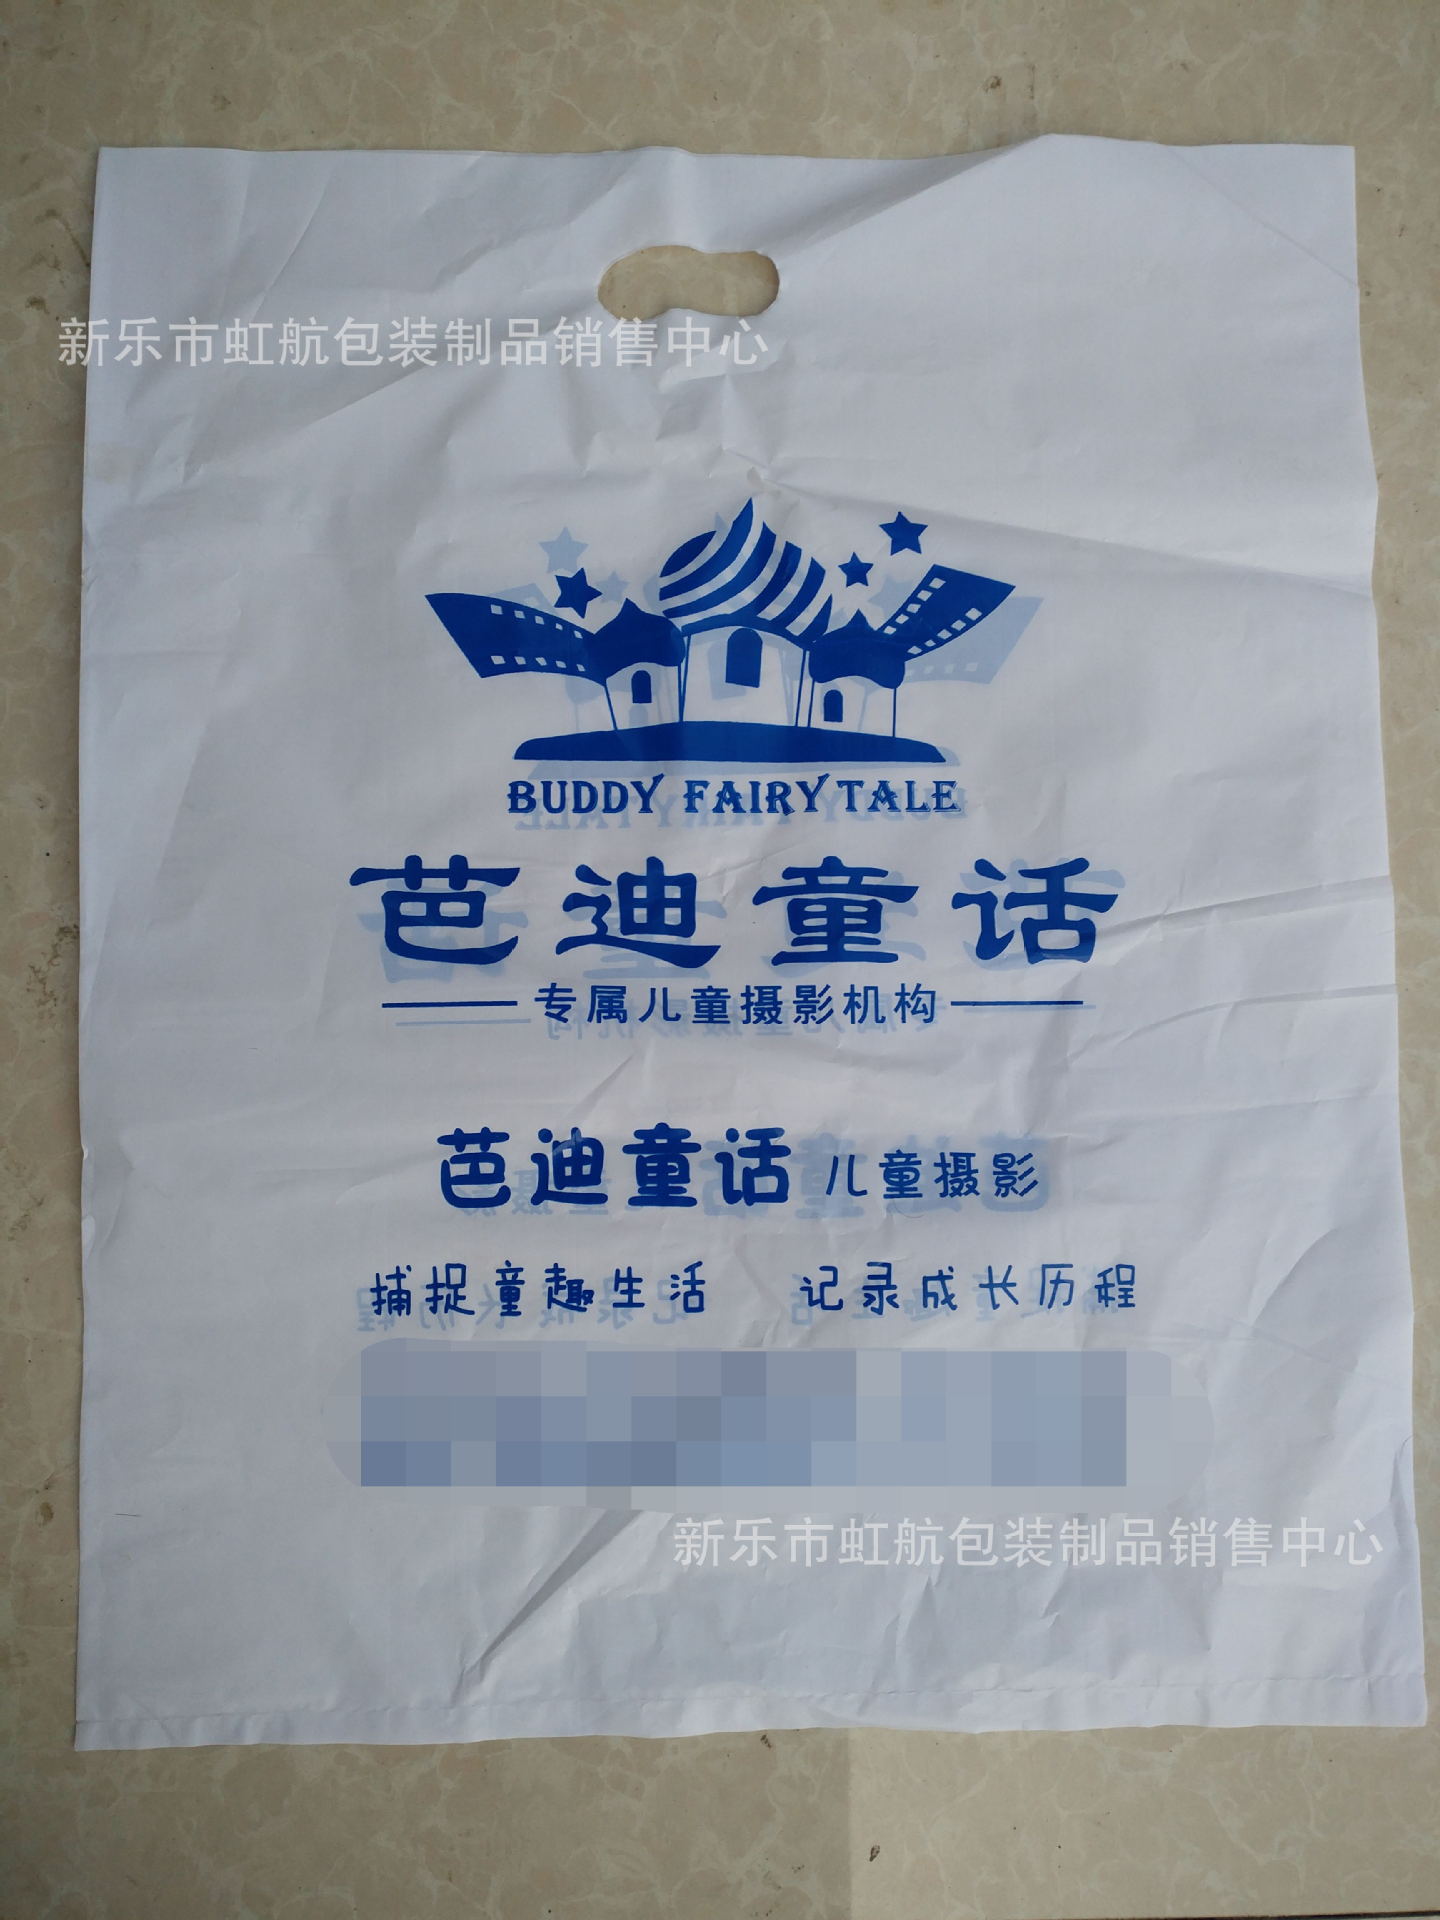 新乐市虹航包装制品销售中心
BUDDY FAIRY TALE
芭迪童话
专属儿童摄影机构
芭迪童话 儿童摄影
捕捉童趣生活 记录成长历程
新乐市虹航包装制品销售中心